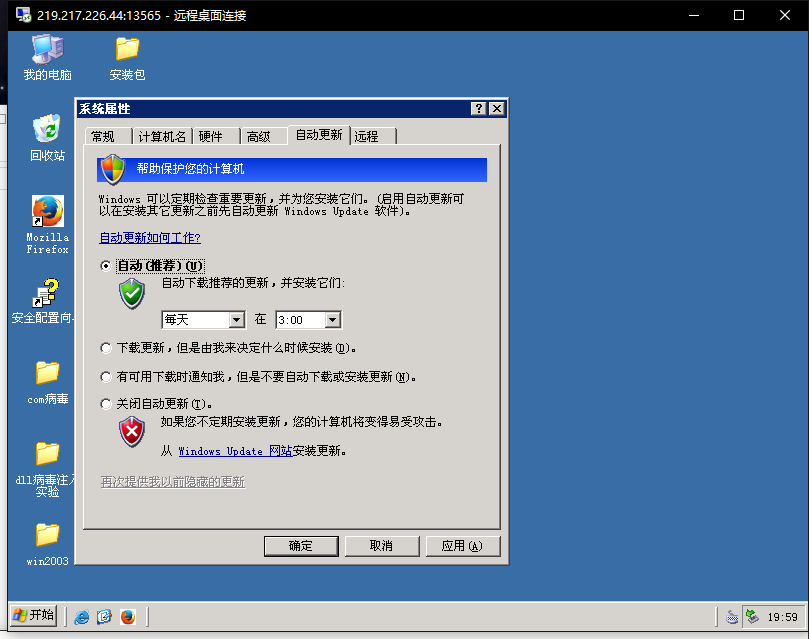 219.217.226.44:13565 - 远程桌面连接
我的电脑
安装包
回收站
Mozilla
Firefox
安全配置向
com病毒
dll病毒注入
实验
win2003
系统属性
常规
计算机名
硬件
高级
自动更新
远程
帮助保护您的计算机
Windows 可以定期检查重要更新，并为您安装它们。(启用自动更新可
以在安装其它更新之前先自动更新 Windows Update 软件)。
自动更新如何工作?
自动(推荐)(U)
自动下载推荐的更新，并安装它们:
每天
在
3:00
下载更新，但是由我来决定什么时候安装(D)。
有可用下载时通知我，但是不要自动下载或安装更新(N)。
关闭自动更新(T)。
如果您不定期安装更新，您的计算机将变得易受攻击。
从 Windows Update 网站安装更新。
再次提供我以前隐藏的更新
确定
取消
应用(A)
开始
19:59